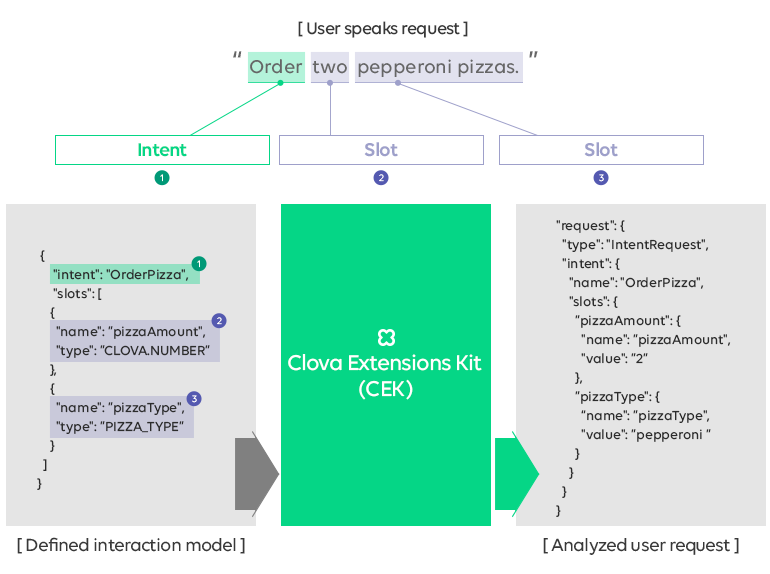 [ User speaks request ]
“ Order two pepperoni pizzas. ”
Intent
Slot
Slot
1
2
3
{
"intent": "OrderPizza",
1
"slots": [
{
"name": "pizzaAmount",
2
"type": "CLOVA.NUMBER"
},
{
"name": "pizzaType",
3
"type": "PIZZA_TYPE"
}
]
}
[ Defined interaction model ]
Clova Extensions Kit
(CEK)
"request": {
"type": "IntentRequest",
"intent": {
"name": "OrderPizza",
"slots": {
"pizzaAmount": {
"name": "pizzaAmount",
"value": "2"
},
"pizzaType": {
"name": "pizzaType",
"value": "pepperoni "
}
}
}
}
[ Analyzed user request ]